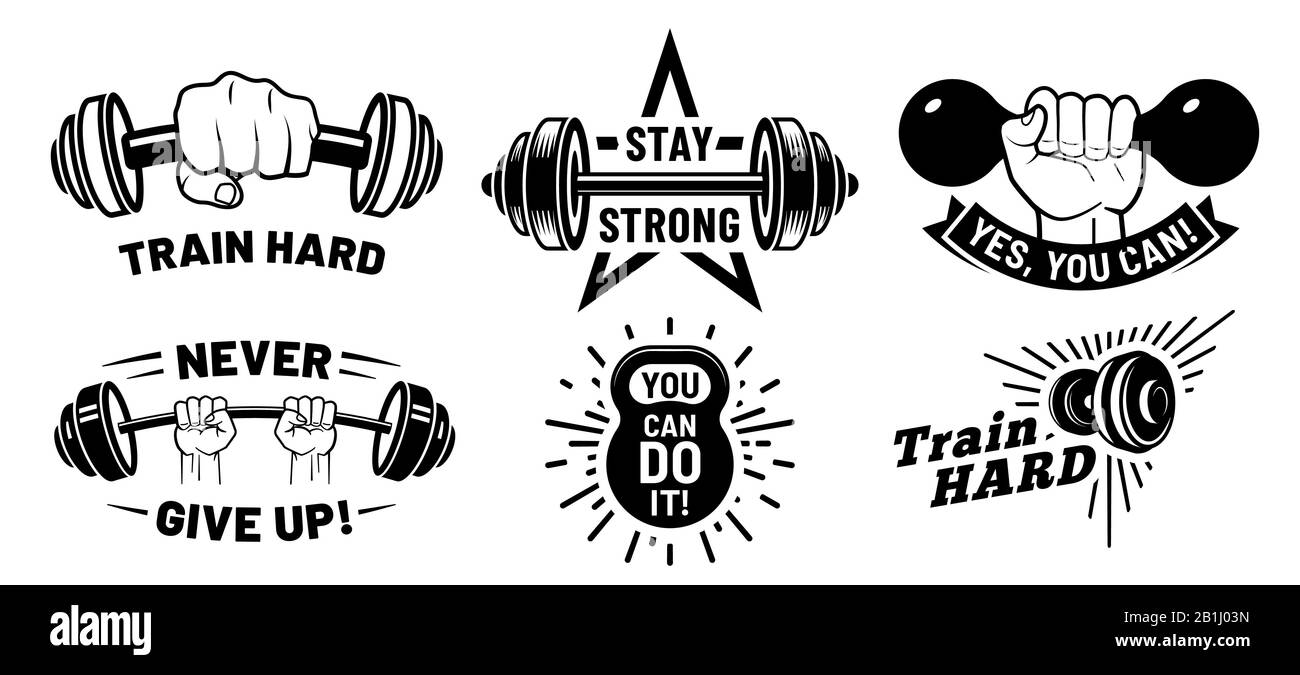 TRAIN HARD
STAY
STRONG
YES, YOU CAN!
NEVER
GIVE UP!
YOU
CAN
DO
IT!
Train
HARD
alamy
Image ID: 2B1J03N
www.alamy.com